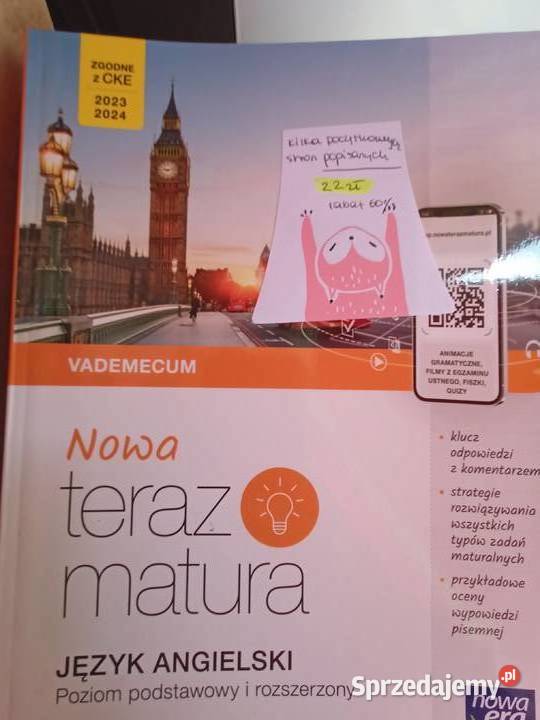 ZGODNE
z CKE
2023
2024
kilka początkowych
stron popisanych
22 zł
rabat 60%
p.nowaterazmatura.pl
ANIMACJE
GRAMATYCZNE,
FILMY Z EGZAMINU
USTNEGO, FISZKI,
QUIZY
VADEMECUM
Nowa
teraz
matura
JĘZYK ANGIELSKI
Poziom podstawowy i rozszerzony
• klucz
odpowiedzi
z komentarzem
• strategie
rozwiązywania
wszystkich
typów zadań
maturalnych
• przykładowe
oceny
wypowiedzi
pisemnej
Sprzedajemy.pl
nowa
era